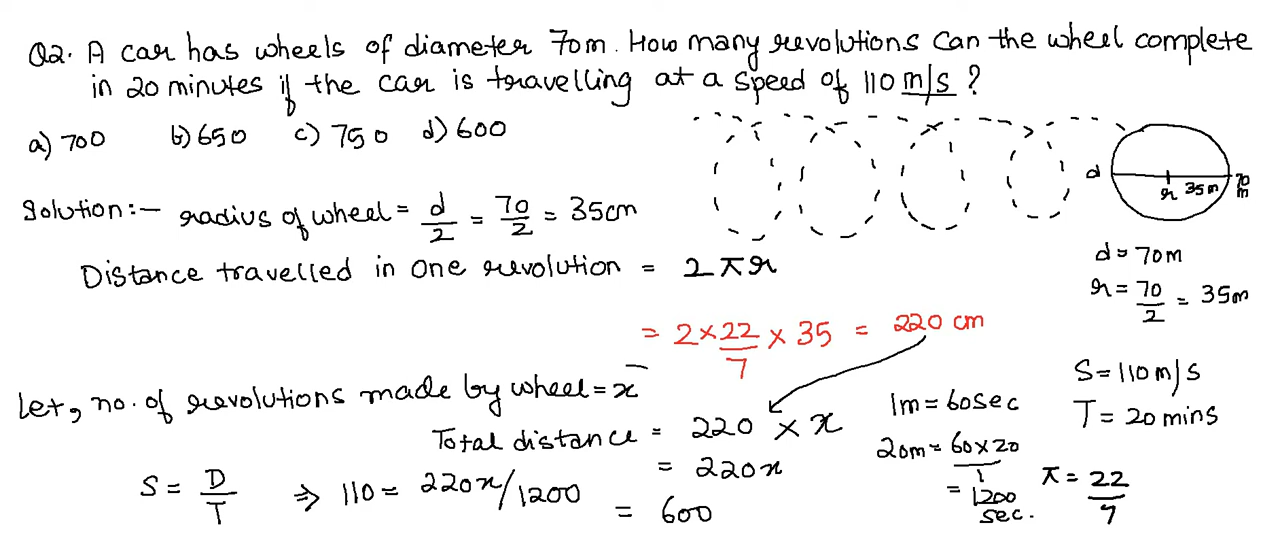 Q2. A car has wheels of diameter 70m. How many revolutions can the wheel complete
in 20 minutes if the car is travelling at a speed of 110 m/s ?
a) 700 b) 650 c) 750 d) 600
d r 35m 70 m
Solution:- radius of wheel = d/2 = 70/2 = 35cm
Distance travelled in one revolution = 2πr
d = 70m
r = 70/2 = 35m
= 2 × 22/7 × 35 = 220 cm
Let, no. of revolutions made by wheel = x
Total distance = 220 × x
= 220x
S = D/T ⇒ 110 = 220x/1200
= 600
1m = 60sec
20m = 60×20/1
= 1200 sec.
S = 110 m/s
T = 20 mins
π = 22/7